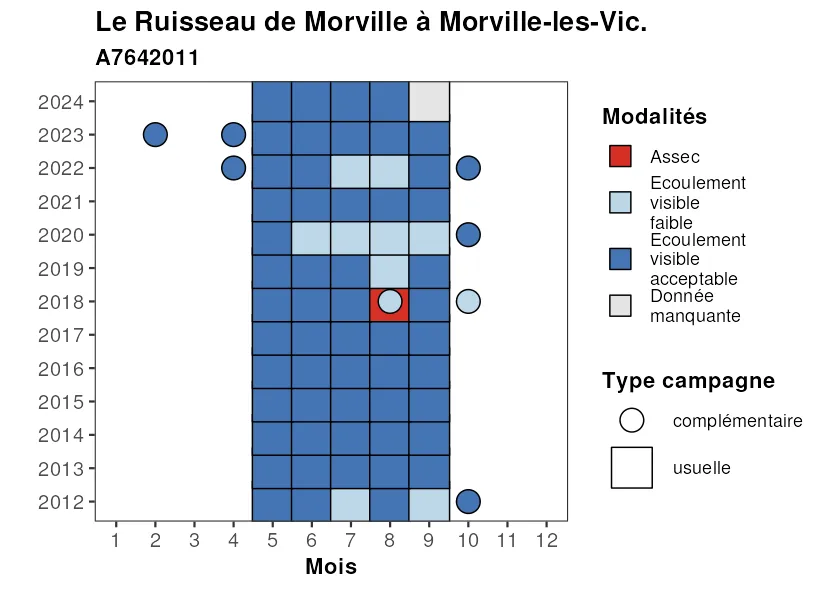 Le Ruisseau de Morville à Morville-les-Vic.
A7642011
2024
2023
2022
2021
2020
2019
2018
2017
2016
2015
2014
2013
2012
1 2 3 4 5 6 7 8 9 10 11 12
Mois
Modalités
Assec
Ecoulement
visible
faible
Ecoulement
visible
acceptable
Donnée
manquante
Type campagne
complémentaire
usuelle